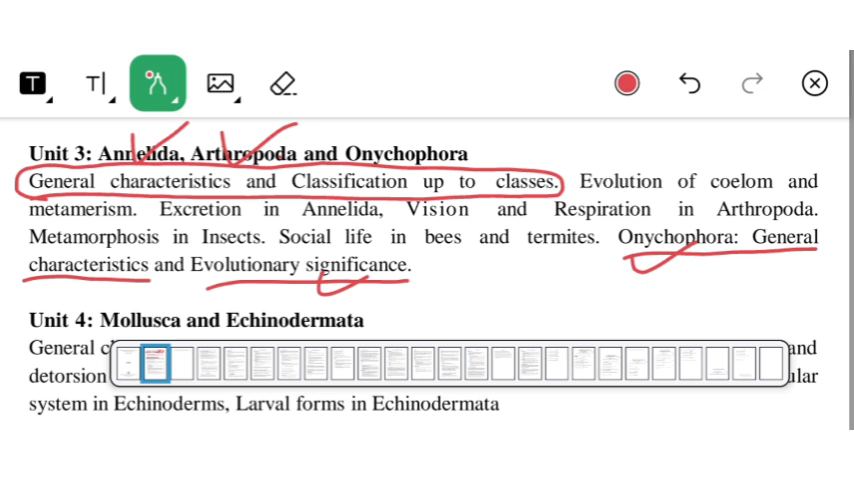 T T|
Unit 3: Annelida, Arthropoda and Onychophora
General characteristics and Classification up to classes. Evolution of coelom and
metamerism. Excretion in Annelida, Vision and Respiration in Arthropoda.
Metamorphosis in Insects. Social life in bees and termites. Onychophora: General
characteristics and Evolutionary significance.
Unit 4: Mollusca and Echinodermata
General and
detorsion
system in Echinoderms, Larval forms in Echinodermata